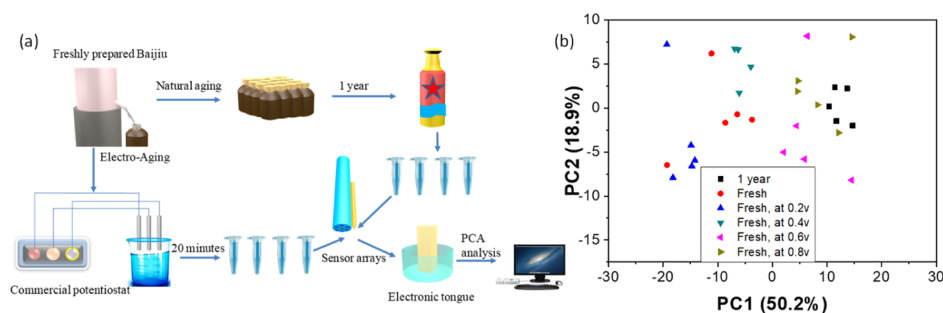 (a)
Freshly prepared Baijiu
Natural aging
1 year
Electro-Aging
20 minutes
Sensor arrays
PCA
analysis
Commercial potentiostat
Electronic tongue
(b)
PC2 (18.9%)
15
10
5
0
-5
-10
-15
1 year
Fresh
Fresh, at 0.2v
Fresh, at 0.4v
Fresh, at 0.6v
Fresh, at 0.8v
-30
-20
-10
0
10
20
30
PC1 (50.2%)